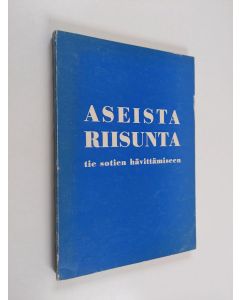 ASEISTA
RIISUNTA
tie sotien hävittämiseen